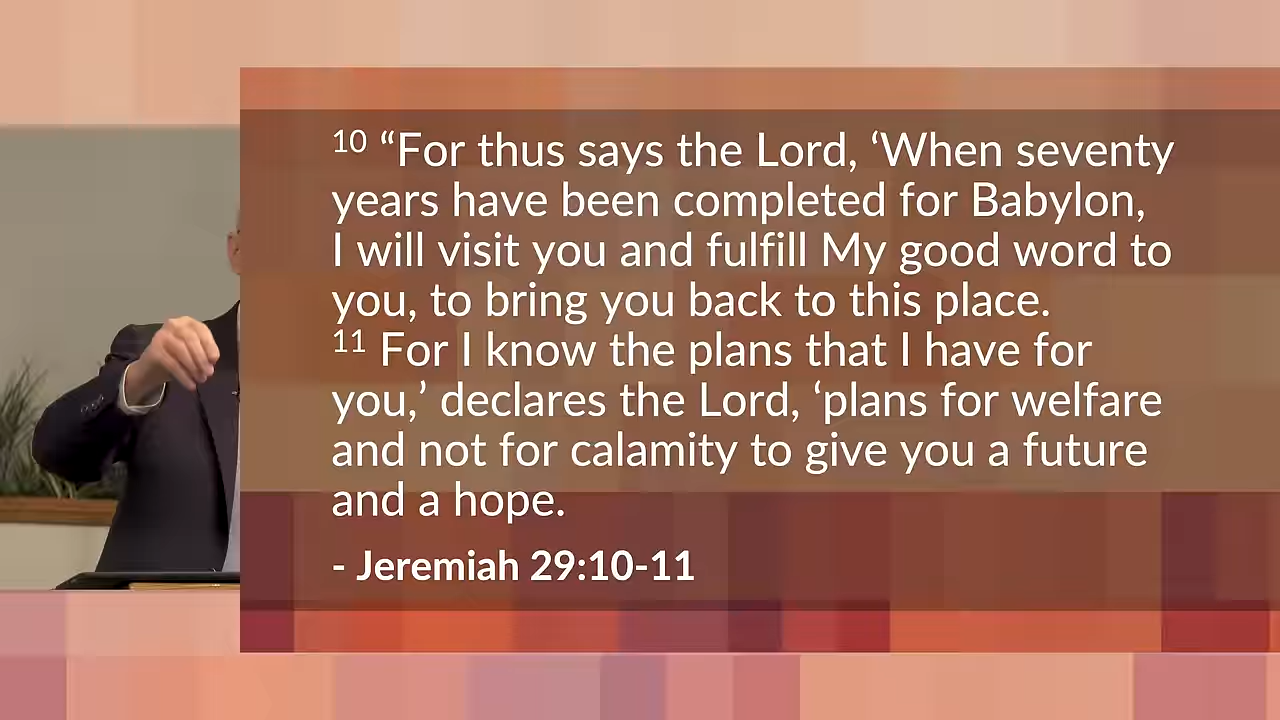 10 “For thus says the Lord, ‘When seventy
years have been completed for Babylon,
I will visit you and fulfill My good word to
you, to bring you back to this place.
11 For I know the plans that I have for
you,’ declares the Lord, ‘plans for welfare
and not for calamity to give you a future
and a hope.
- Jeremiah 29:10-11